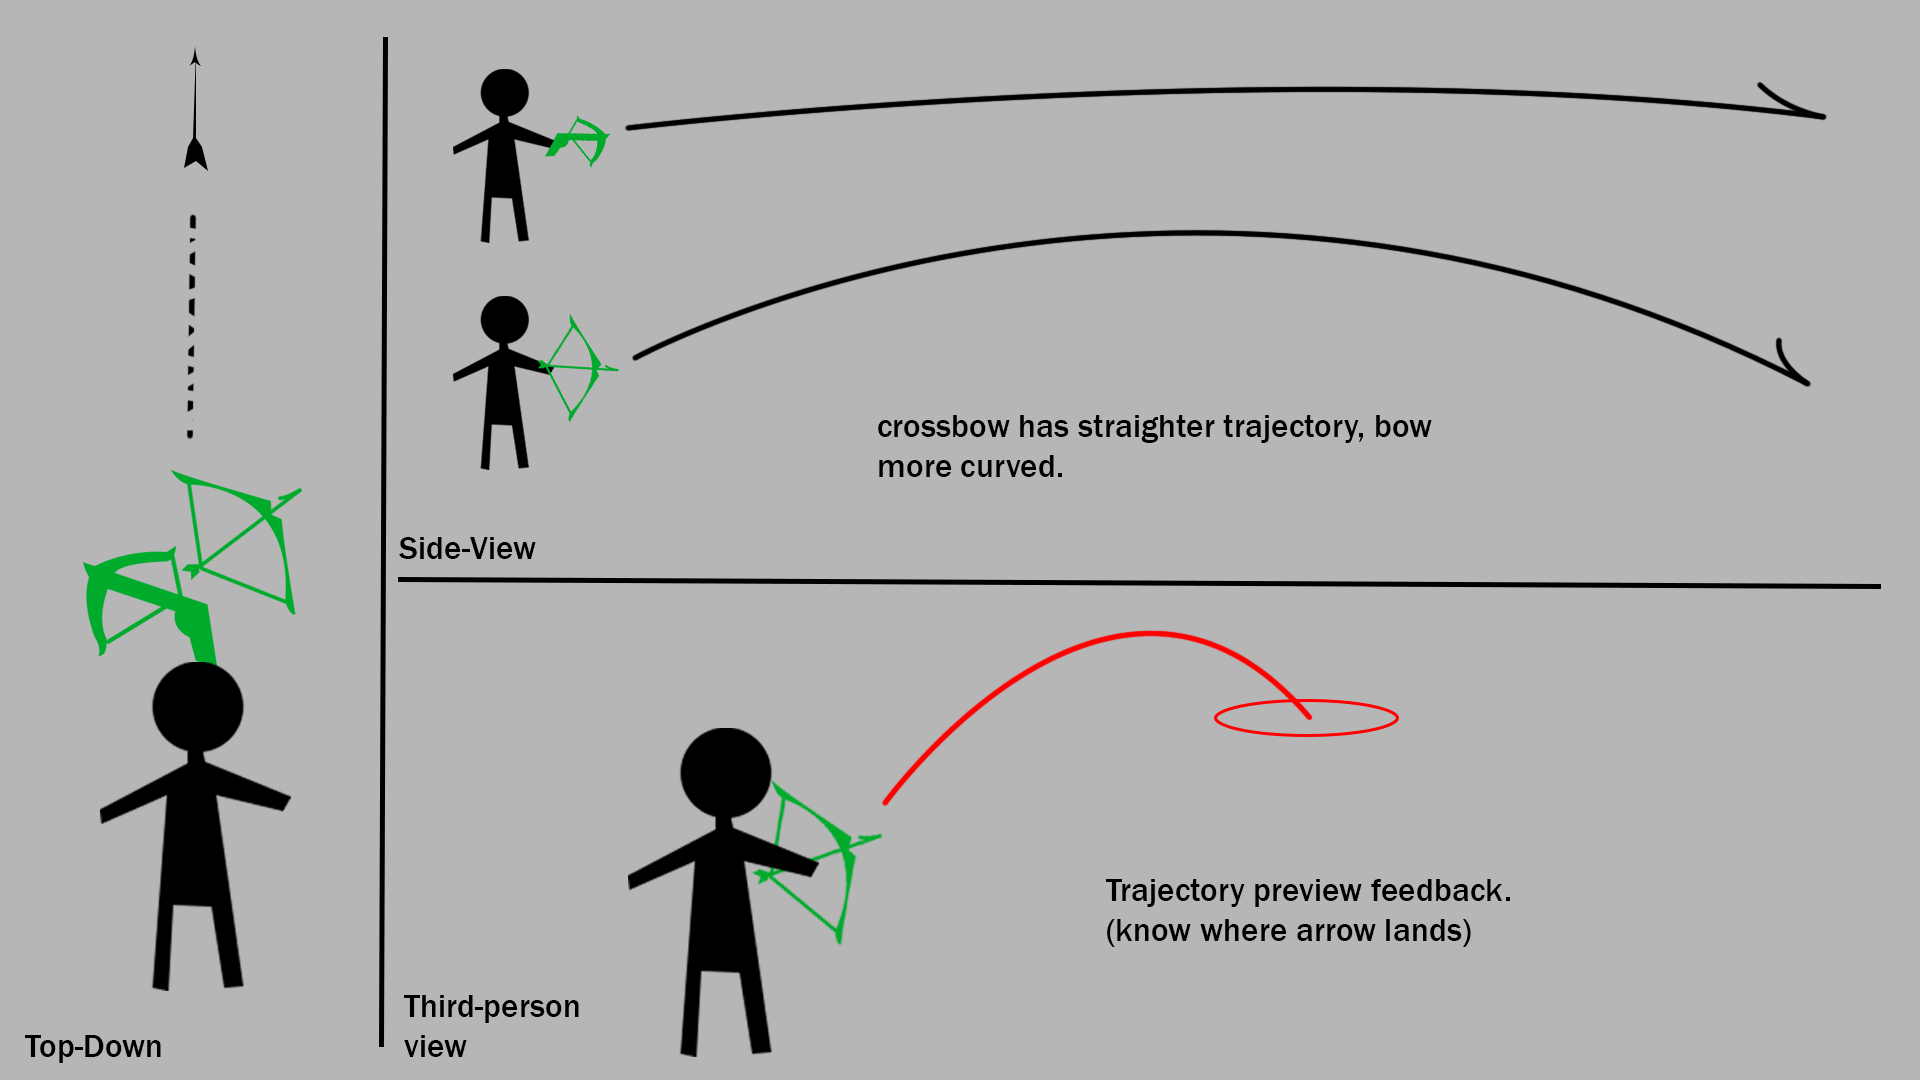 crossbow has straighter trajectory, bow
more curved.
Side-View
Trajectory preview feedback.
(know where arrow lands)
Third-person
view
Top-Down